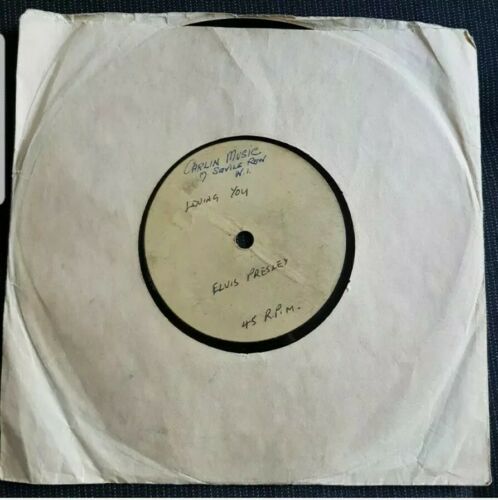 CARLIN MUSIC
17 SAVILE ROW
W.1.
LOVING YOU
ELVIS PRESLEY
45 R.P.M.